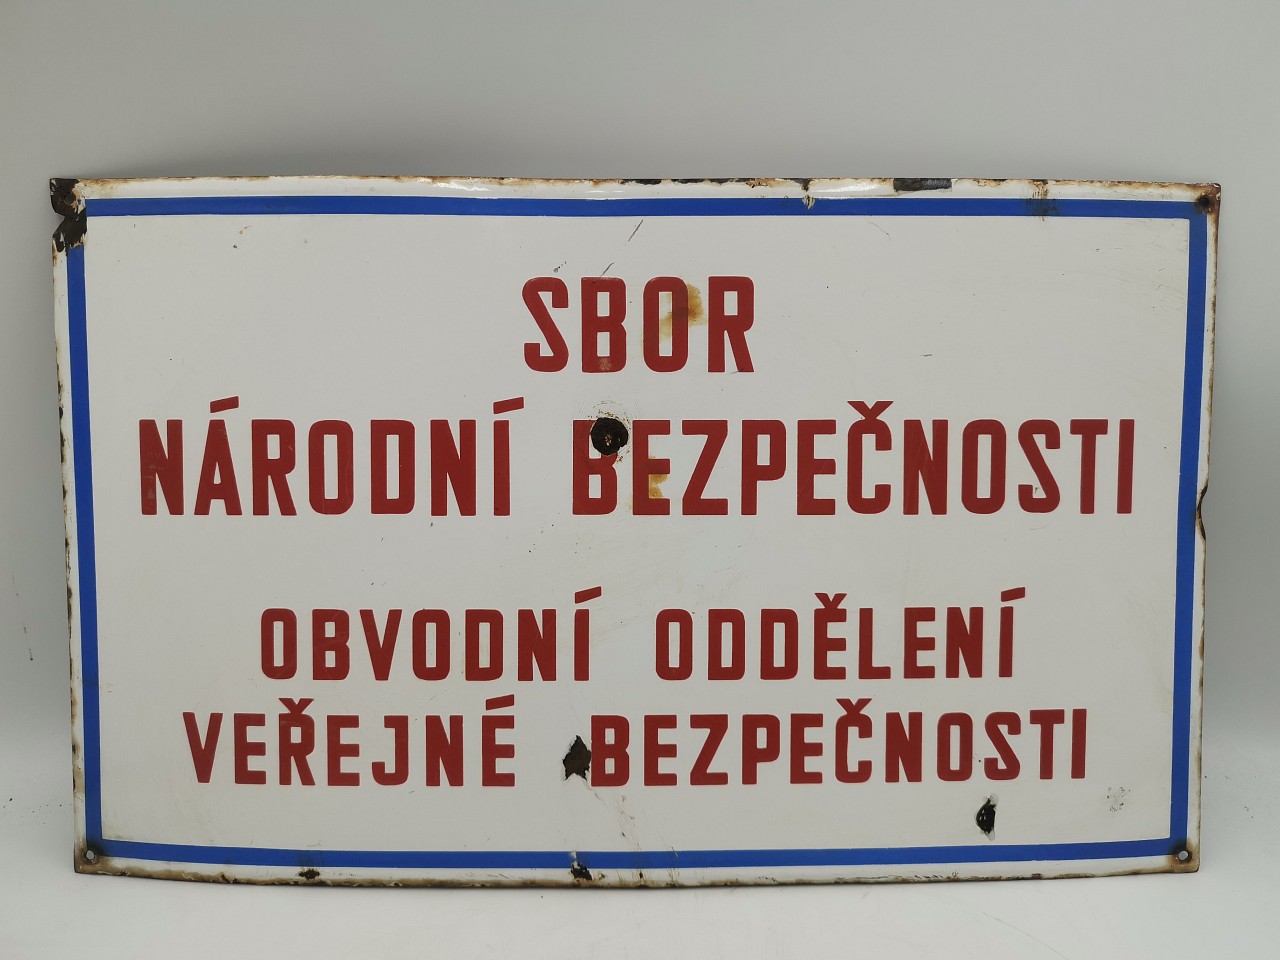 SBOR
NÁRODNÍ BEZPEČNOSTI
OBVODNÍ ODDĚLENÍ
VEŘEJNÉ BEZPEČNOSTI